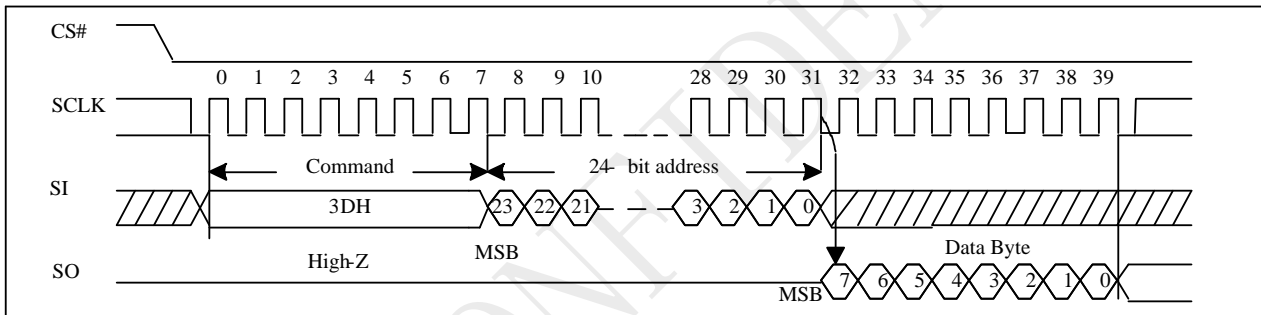 CS#
0 1 2 3 4 5 6 7 8 9 10 28 29 30 31 32 33 34 35 36 37 38 39
SCLK
Command 24- bit address
SI
3DH 23 22 21 3 2 1 0
MSB Data Byte
High-Z
SO
MSB 7 6 5 4 3 2 1 0